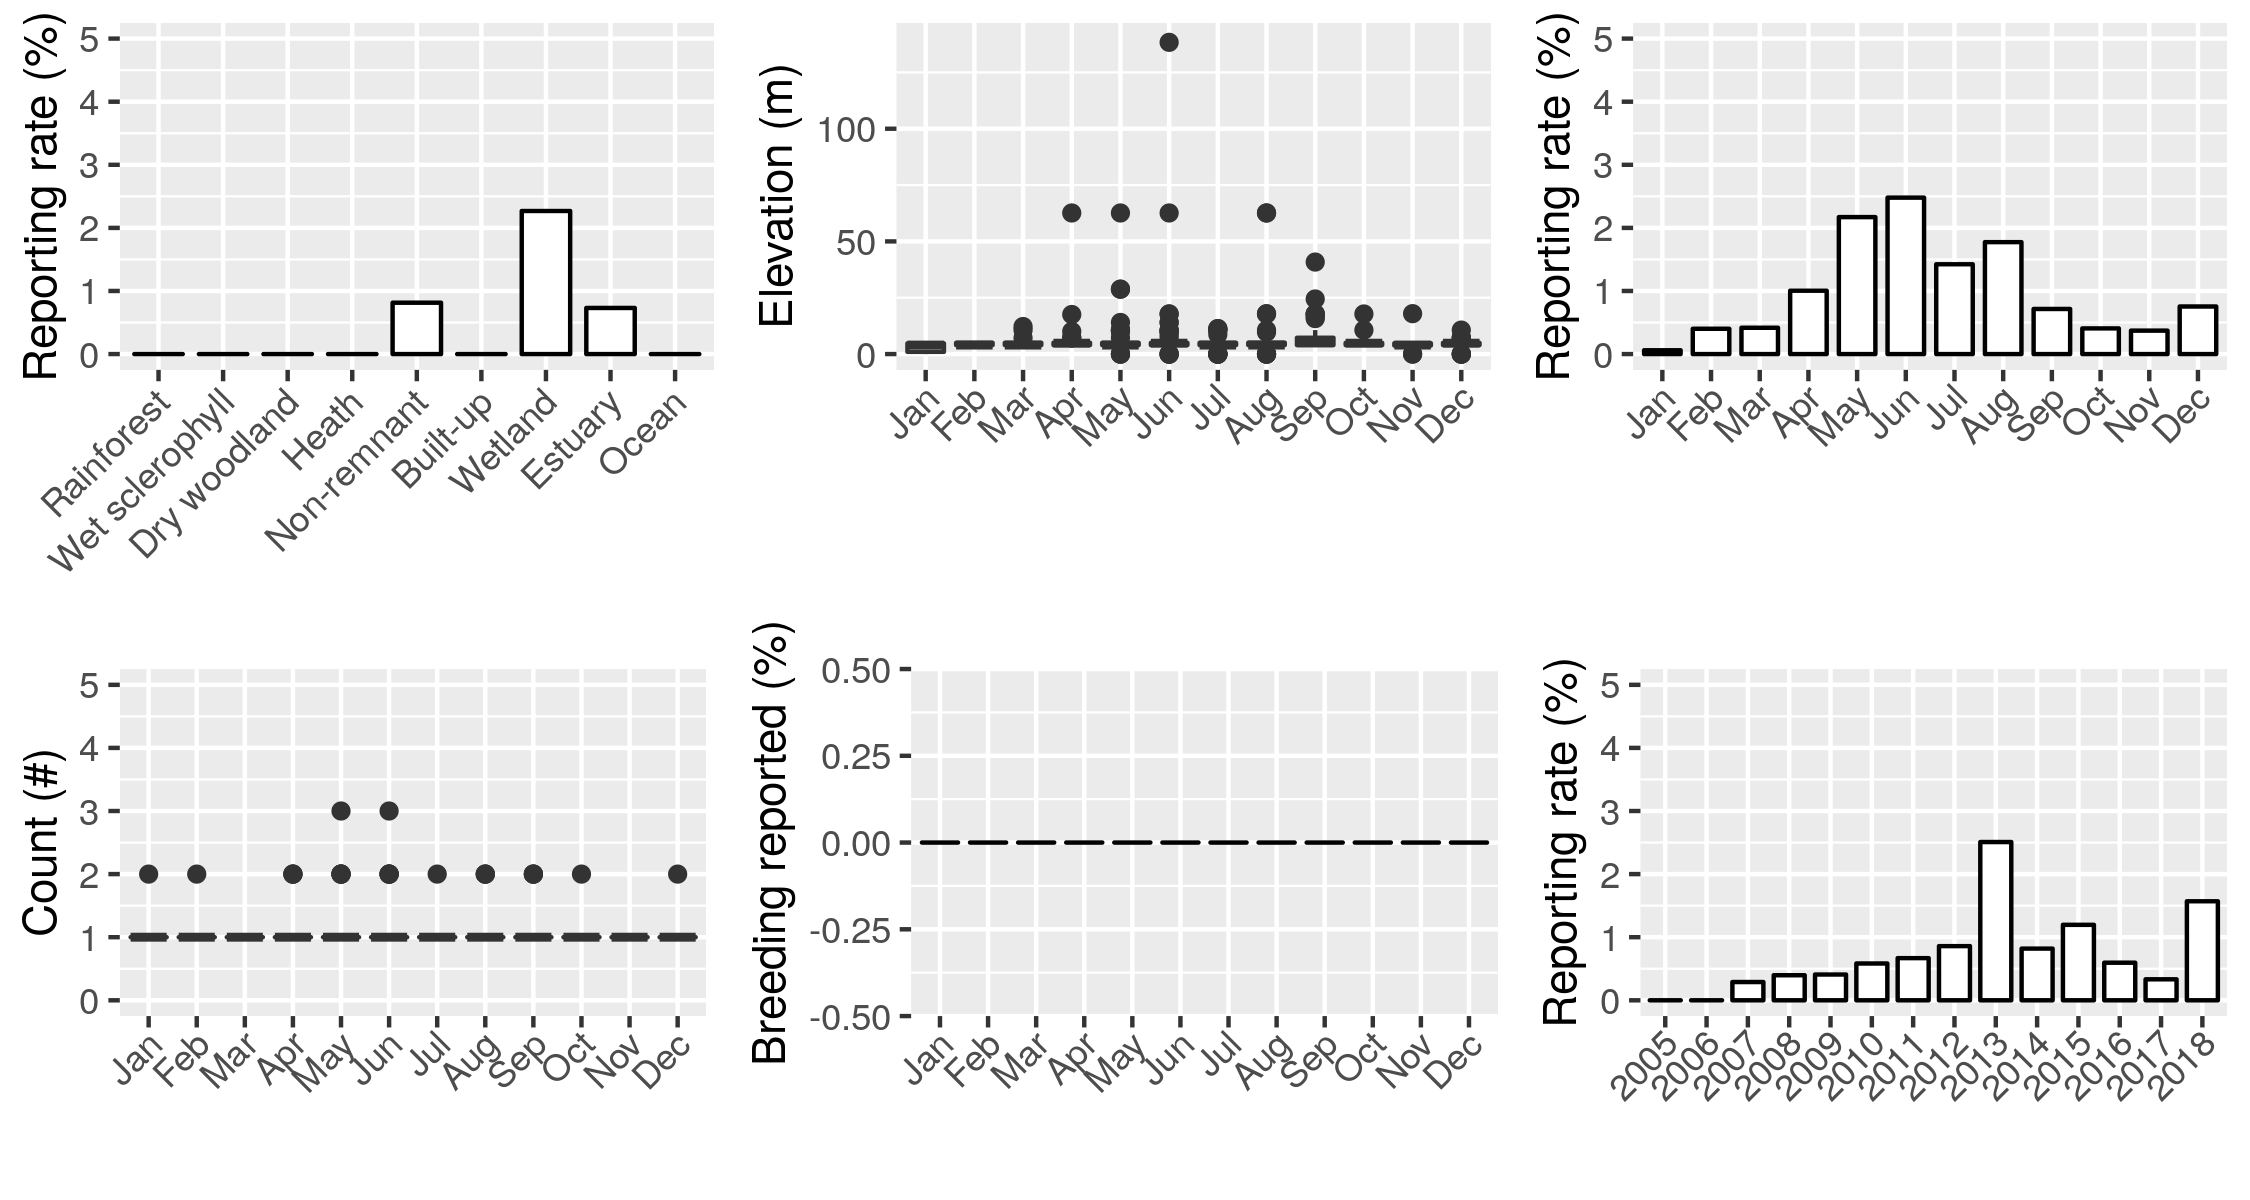 Reporting rate (%)
5
4
3
2
1
0
Rainforest
Wet sclerophyll
Dry woodland
Heath
Non-remnant
Built-up
Wetland
Estuary
Ocean
Elevation (m)
100
50
0
Jan
Feb
Mar
Apr
May
Jun
Jul
Aug
Sep
Oct
Nov
Dec
Reporting rate (%)
5
4
3
2
1
0
Jan
Feb
Mar
Apr
May
Jun
Jul
Aug
Sep
Oct
Nov
Dec
Count (#)
5
4
3
2
1
0
Jan
Feb
Mar
Apr
May
Jun
Jul
Aug
Sep
Oct
Nov
Dec
Breeding reported (%)
0.50
0.25
0.00
-0.25
-0.50
Jan
Feb
Mar
Apr
May
Jun
Jul
Aug
Sep
Oct
Nov
Dec
Reporting rate (%)
5
4
3
2
1
0
2005
2006
2007
2008
2009
2010
2011
2012
2013
2014
2015
2016
2017
2018